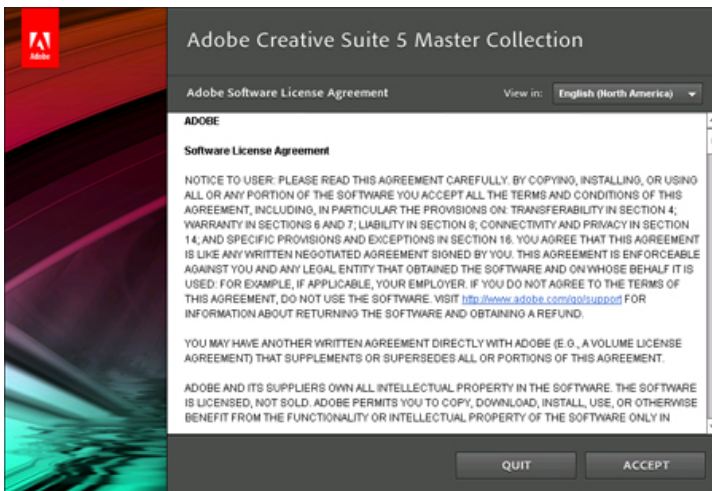 Adobe
Adobe Creative Suite 5 Master Collection
Adobe Software License Agreement View in: English (North America)
ADOBE
Software License Agreement
NOTICE TO USER: PLEASE READ THIS AGREEMENT CAREFULLY. BY COPYING, INSTALLING, OR USING
ALL OR ANY PORTION OF THE SOFTWARE YOU ACCEPT ALL THE TERMS AND CONDITIONS OF THIS
AGREEMENT, INCLUDING, IN PARTICULAR THE PROVISIONS ON: TRANSFERABILITY IN SECTION 4;
WARRANTY IN SECTIONS 6 AND 7; LIABILITY IN SECTION 8; CONNECTIVITY AND PRIVACY IN SECTION
14; AND SPECIFIC PROVISIONS AND EXCEPTIONS IN SECTION 16. YOU AGREE THAT THIS AGREEMENT
IS LIKE ANY WRITTEN NEGOTIATED AGREEMENT SIGNED BY YOU. THIS AGREEMENT IS ENFORCEABLE
AGAINST YOU AND ANY LEGAL ENTITY THAT OBTAINED THE SOFTWARE AND ON WHOSE BEHALF IT IS
USED: FOR EXAMPLE, IF APPLICABLE, YOUR EMPLOYER. IF YOU DO NOT AGREE TO THE TERMS OF
THIS AGREEMENT, DO NOT USE THE SOFTWARE. VISIT http://www.adobe.com/go/support FOR
INFORMATION ABOUT RETURNING THE SOFTWARE AND OBTAINING A REFUND.
YOU MAY HAVE ANOTHER WRITTEN AGREEMENT DIRECTLY WITH ADOBE (E.G., A VOLUME LICENSE
AGREEMENT) THAT SUPPLEMENTS OR SUPERSEDES ALL OR PORTIONS OF THIS AGREEMENT.
ADOBE AND ITS SUPPLIERS OWN ALL INTELLECTUAL PROPERTY IN THE SOFTWARE. THE SOFTWARE
IS LICENSED, NOT SOLD. ADOBE PERMITS YOU TO COPY, DOWNLOAD, INSTALL, USE, OR OTHERWISE
BENEFIT FROM THE FUNCTIONALITY OR INTELLECTUAL PROPERTY OF THE SOFTWARE ONLY IN
QUIT ACCEPT